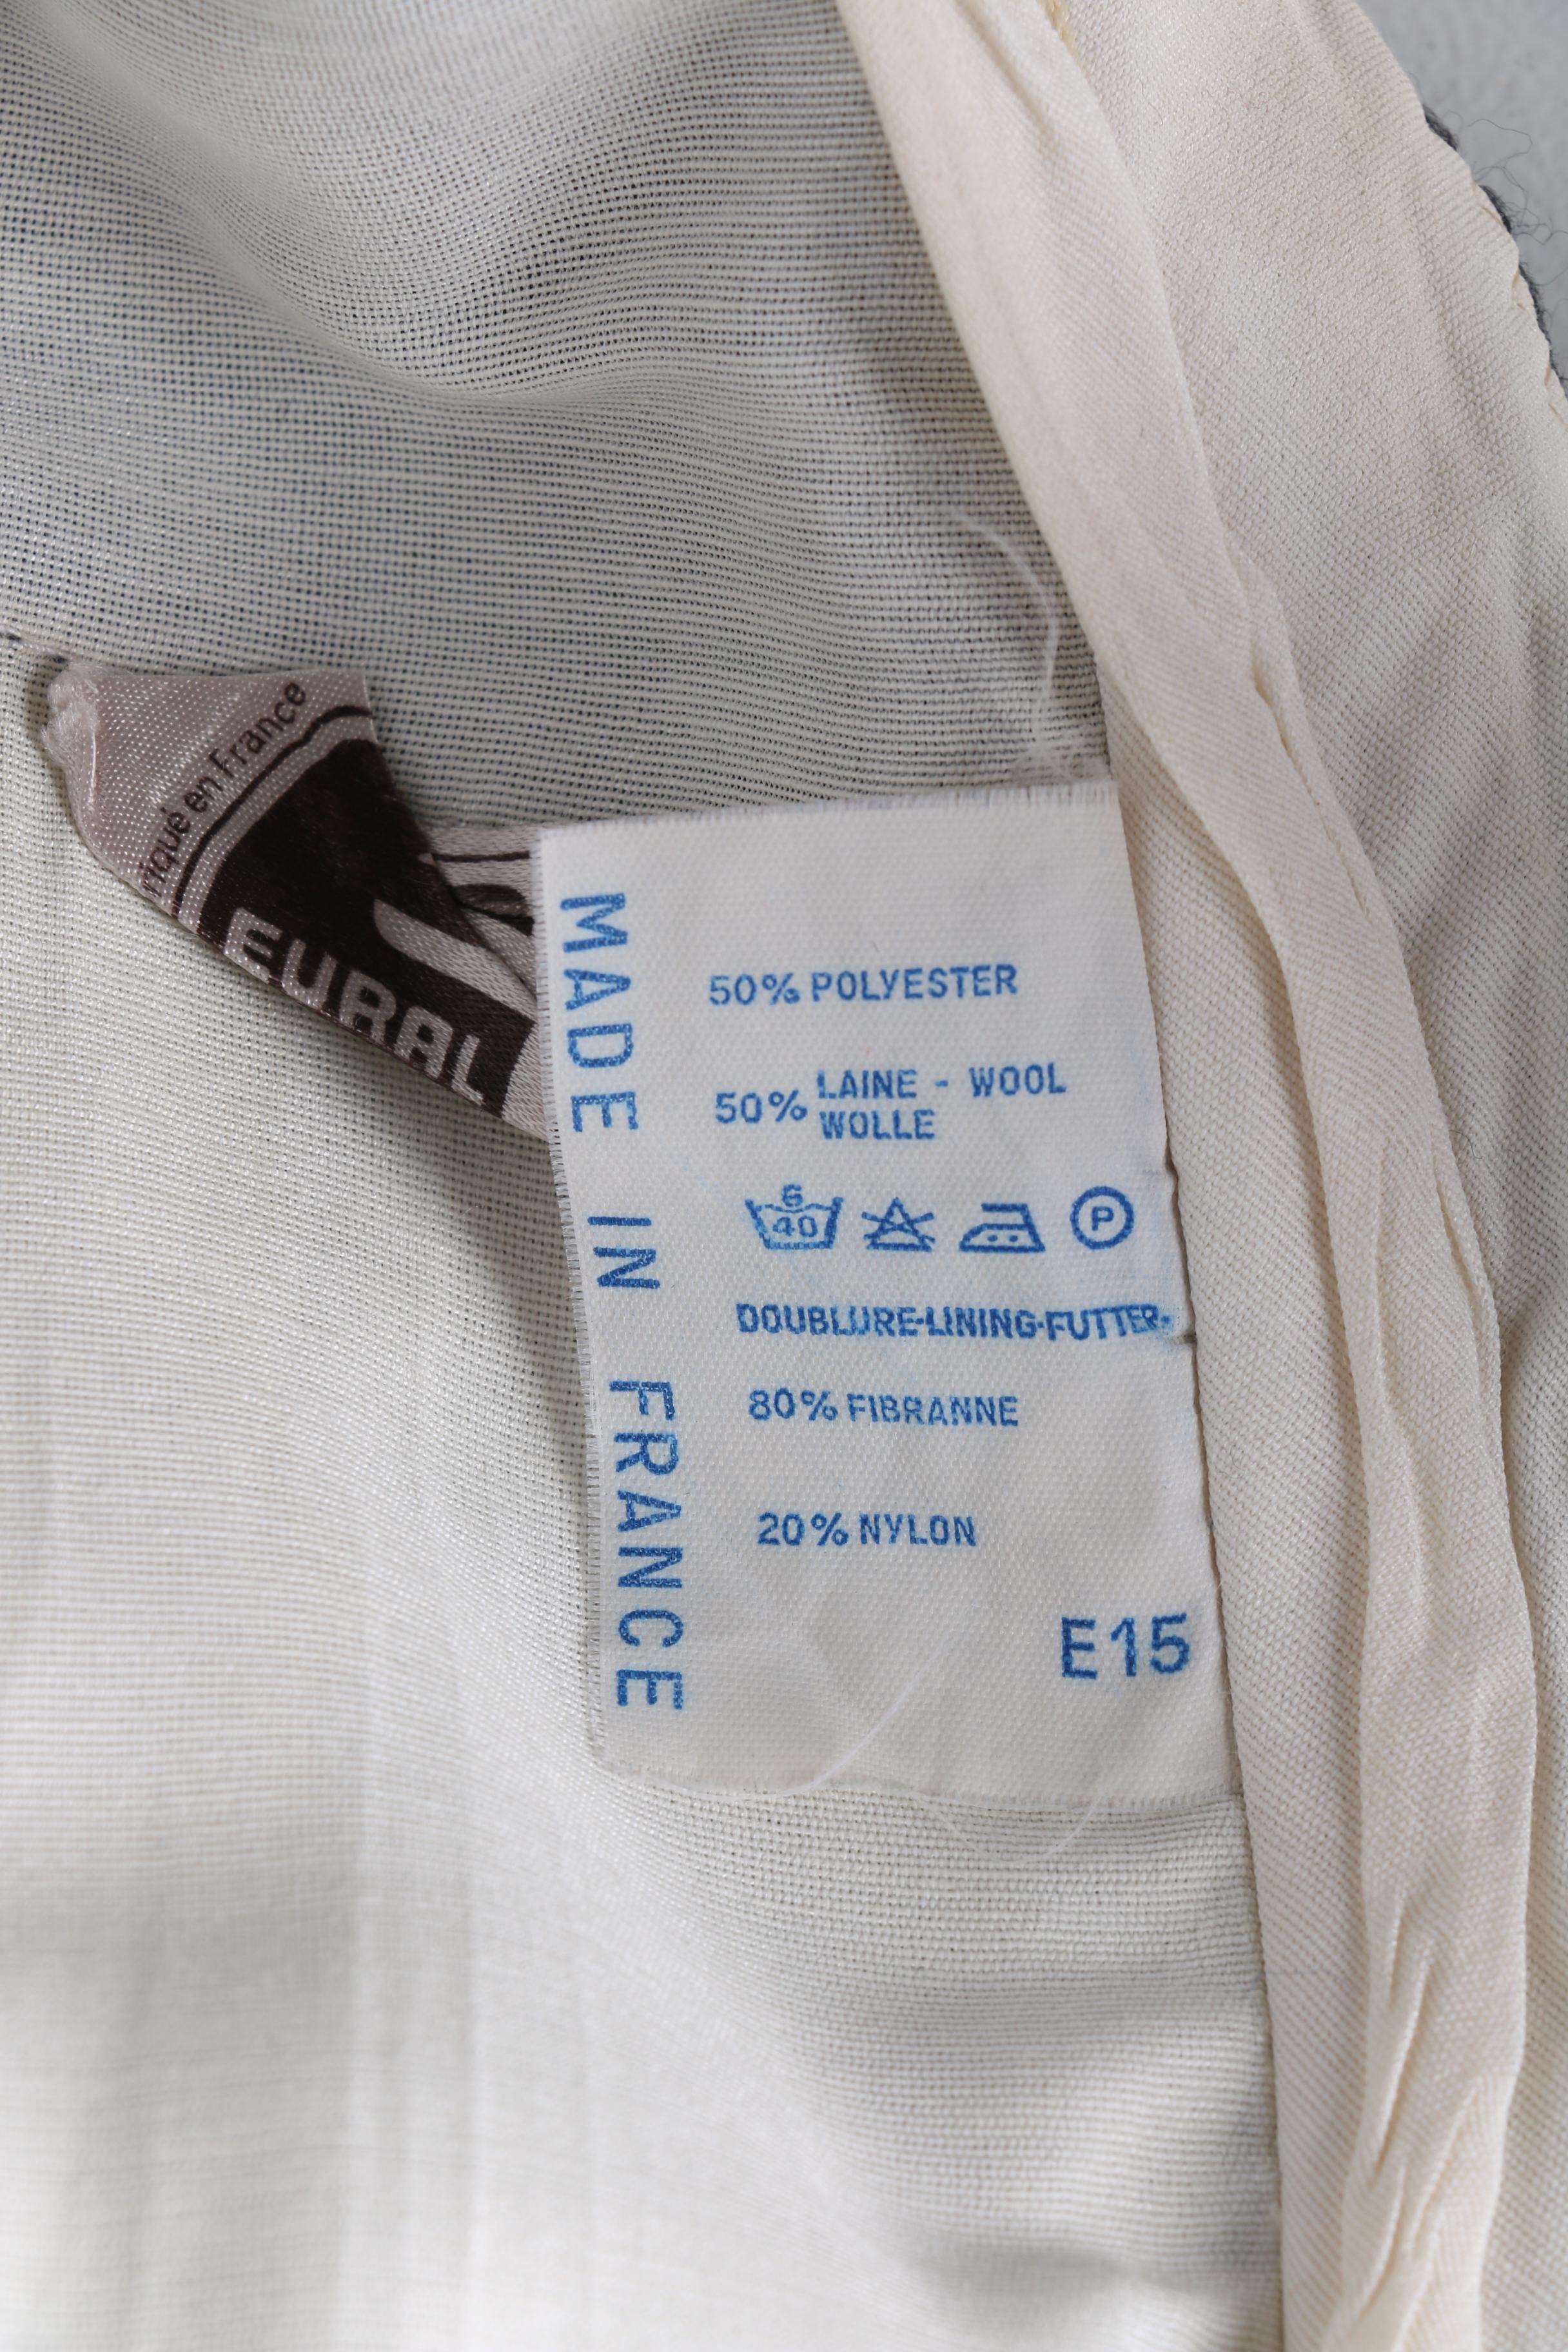 en France
EURAL
MADE IN FRANCE
50% POLYESTER
50% LAINE - WOOL
WOLLE
6
40
P
DOUBLURE-LINING-FUTTER-
80% FIBRANNE
20% NYLON
E15